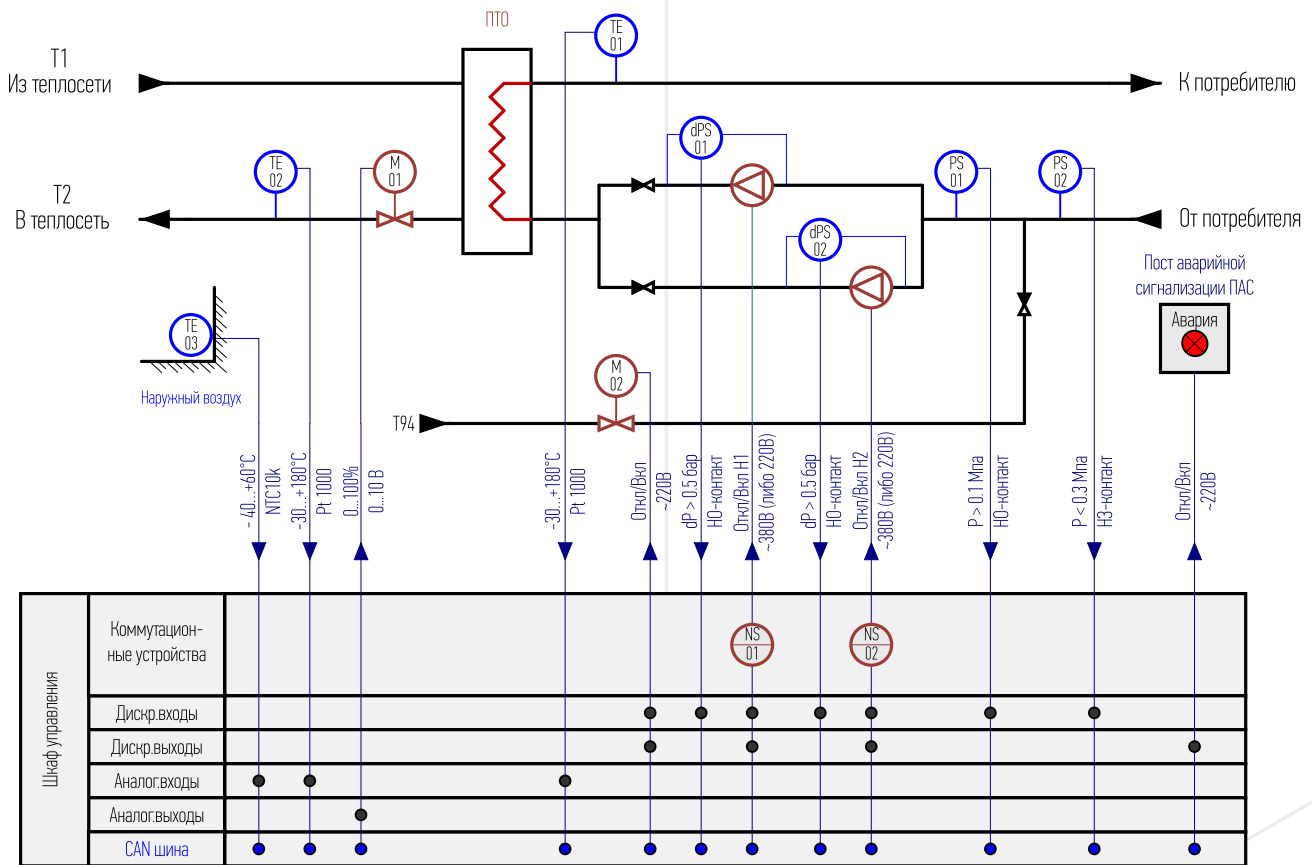 ПТО
TE
01
T1
Из теплосети
К потребителю
dPS
01
TE
02
M
01
PS
01
PS
02
T2
В теплосеть
От потребителя
dPS
02
Пост аварийной
сигнализации ПАС
Авария
TE
03
Наружный воздух
M
02
T94
- 40...+60°C
NTC10k
-30...+180°C
Pt 1000
0...100%
0...10 В
-30...+180°C
Pt 1000
Откл/Вкл
~220В
dP > 0.5 бар
НО-контакт
Откл/Вкл Н1
~380В (либо 220В)
dP > 0.5 бар
НО-контакт
Откл/Вкл Н2
~380В (либо 220В)
P > 0.1 Мпа
НО-контакт
P < 0.3 Мпа
НЗ-контакт
Откл/Вкл
~220В
Шкаф управления
Коммутацион-
ные устройства
NS
01
NS
02
Дискр.входы
Дискр.выходы
Аналог.входы
Аналог.выходы
CAN шина